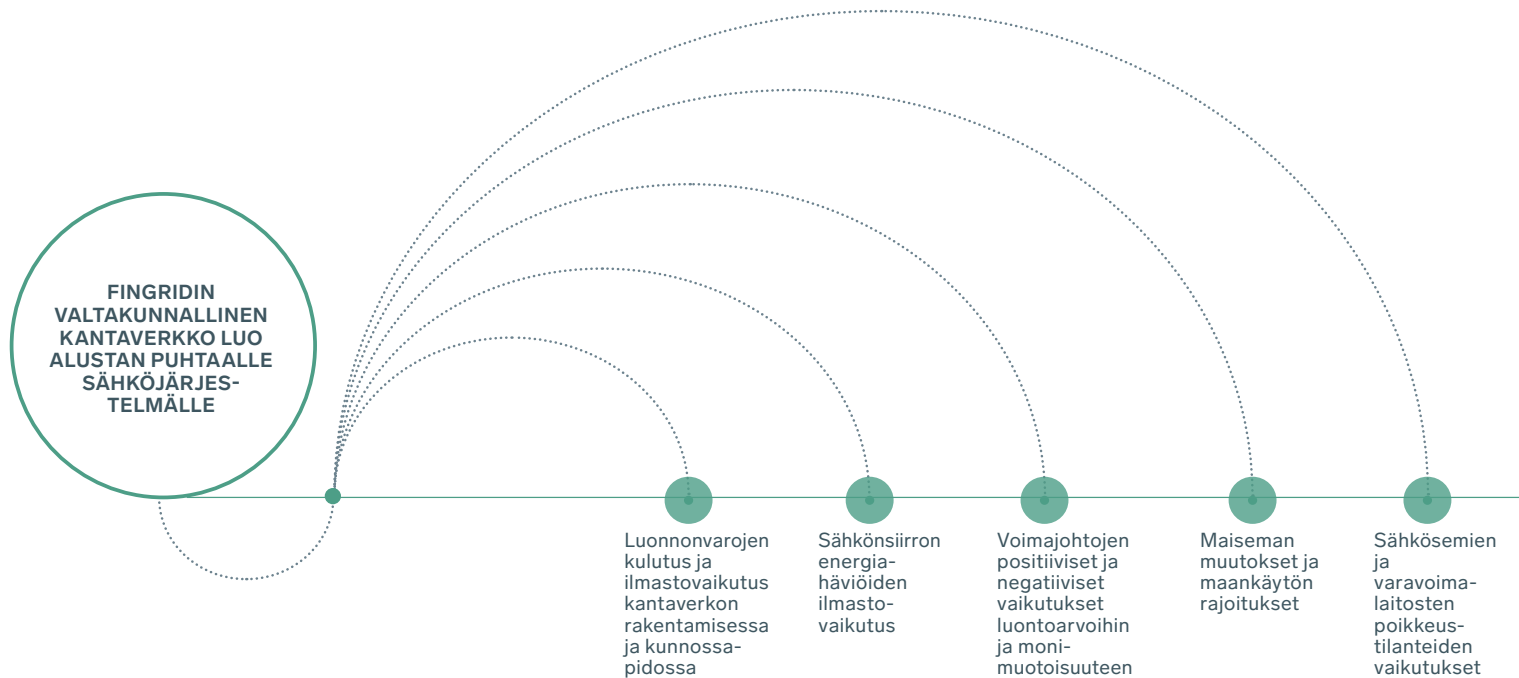 FINGRIDIN
VALTAKUNNALLINEN
KANTAVERKKO LUO
ALUSTAN PUHTAALLE
SÄHKÖJÄRJES-
TELMÄLLE
Luonnonvarojen
kulutus ja
ilmastovaikutus
kantaverkon
rakentamisessa
ja kunnossa-
pidossa
Sähkönsiirron
energia-
häviöiden
ilmasto-
vaikutus
Voimajohtojen
positiiviset ja
negatiiviset
vaikutukset
luontoarvoihin
ja moni-
muotoisuuteen
Maiseman
muutokset ja
maankäytön
rajoitukset
Sähkösemien
ja
varavoima-
laitosten
poikkeus-
tilanteiden
vaikutukset